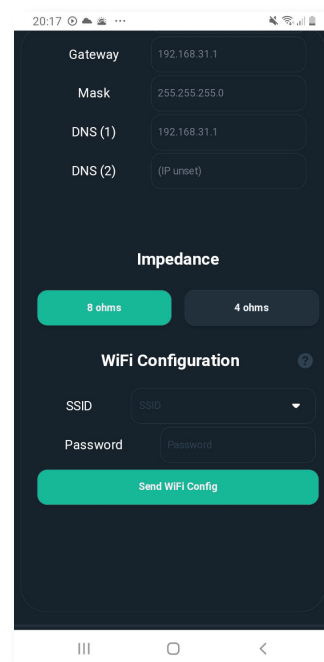 20:17
Gateway 192.168.31.1
Mask 255.255.255.0
DNS (1) 192.168.31.1
DNS (2) (IP unset)
Impedance
8 ohms 4 ohms
WiFi Configuration ?
SSID SSID
Password Password
Send WiFi Config